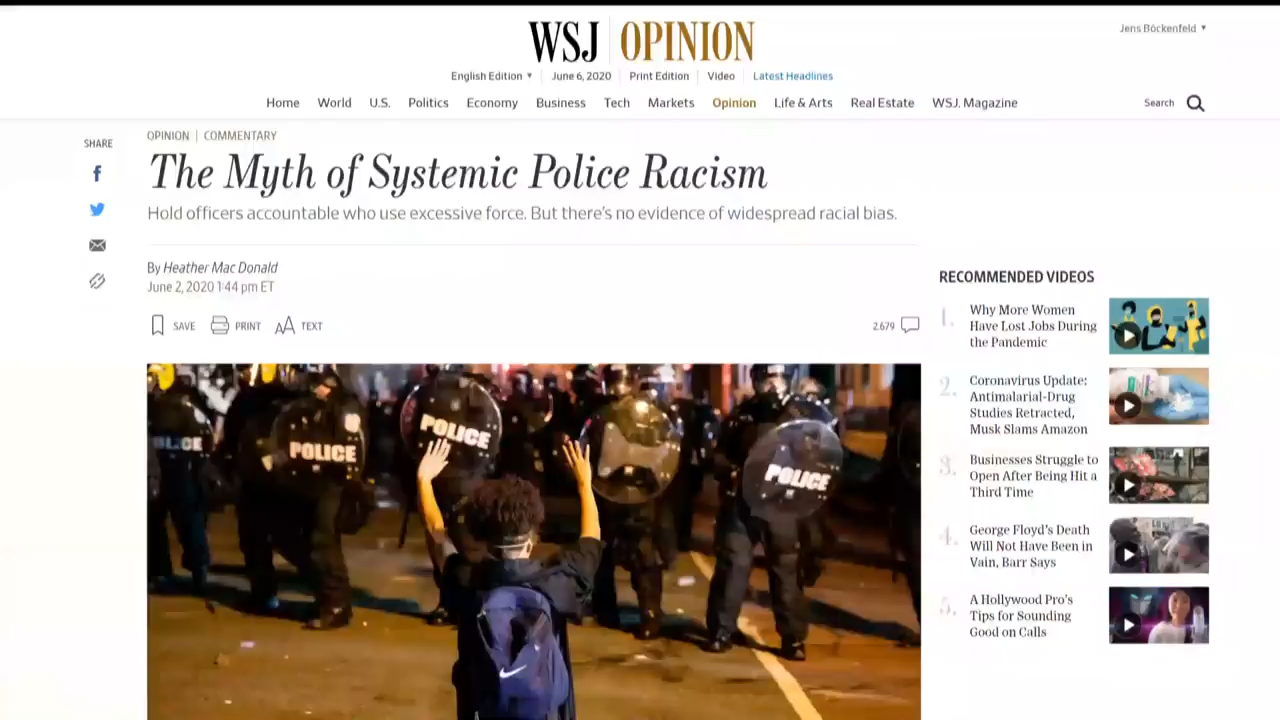 WSJ OPINION
Jens Böckenfeld
English Edition June 6, 2020 Print Edition Video Latest Headlines
Home World U.S. Politics Economy Business Tech Markets Opinion Life & Arts Real Estate WSJ. Magazine
Search
OPINION | COMMENTARY
The Myth of Systemic Police Racism
Hold officers accountable who use excessive force. But there's no evidence of widespread racial bias.
By Heather Mac Donald
June 2, 2020 1:44 pm ET
SHARE
SAVE PRINT AA TEXT
2679
POLICE
POLICE
POLICE
RECOMMENDED VIDEOS
1. Why More Women
Have Lost Jobs During
the Pandemic
2. Coronavirus Update:
Antimalarial-Drug
Studies Retracted,
Musk Slams Amazon
3. Businesses Struggle to
Open After Being Hit a
Third Time
4. George Floyd's Death
Will Not Have Been in
Vain, Barr Says
5. A Hollywood Pro's
Tips for Sounding
Good on Calls